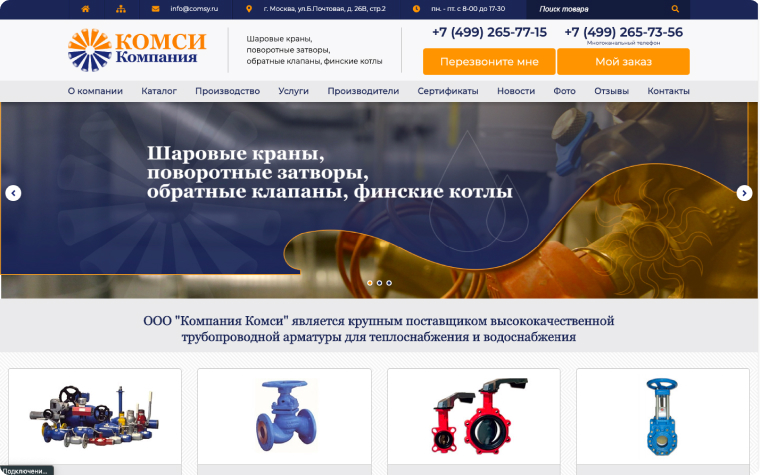 info@comsy.ru
г. Москва, ул.Б.Почтовая, д. 26В, стр.2
пн. - пт. с 8-00 до 17-30
Поиск товара
КОМСИ
Компания
Шаровые краны,
поворотные затворы,
обратные клапаны, финские котлы
+7 (499) 265-77-15
+7 (499) 265-73-56
Многоканальный телефон
Перезвоните мне
Мой заказ
О компании
Каталог
Производство
Услуги
Производители
Сертификаты
Новости
Фото
Отзывы
Контакты
Шаровые краны,
поворотные затворы,
обратные клапаны, финские котлы
ООО "Компания Комси" является крупным поставщиком высококачественной
трубопроводной арматуры для теплоснабжения и водоснабжения
Подключени...